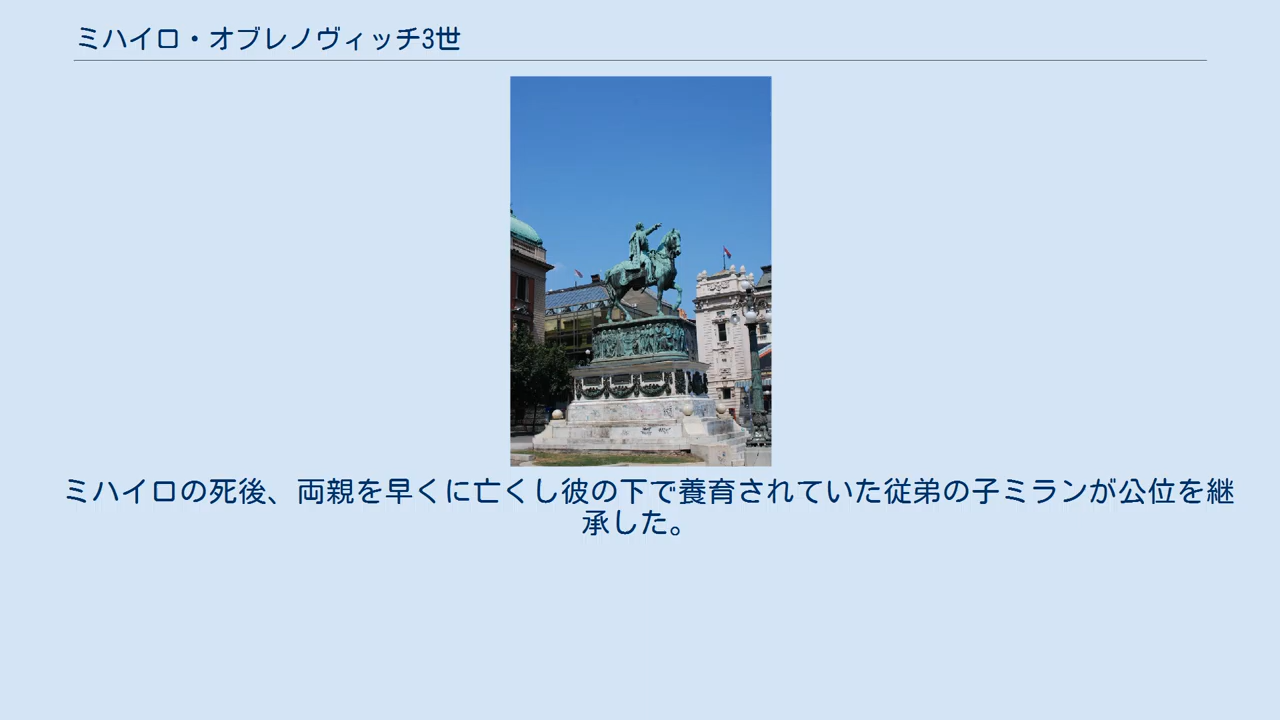 ミハイロ・オブレノヴィッチ3世
ミハイロの死後、両親を早くに亡くし彼の下で養育されていた従弟の子ミランが公位を継
承した。